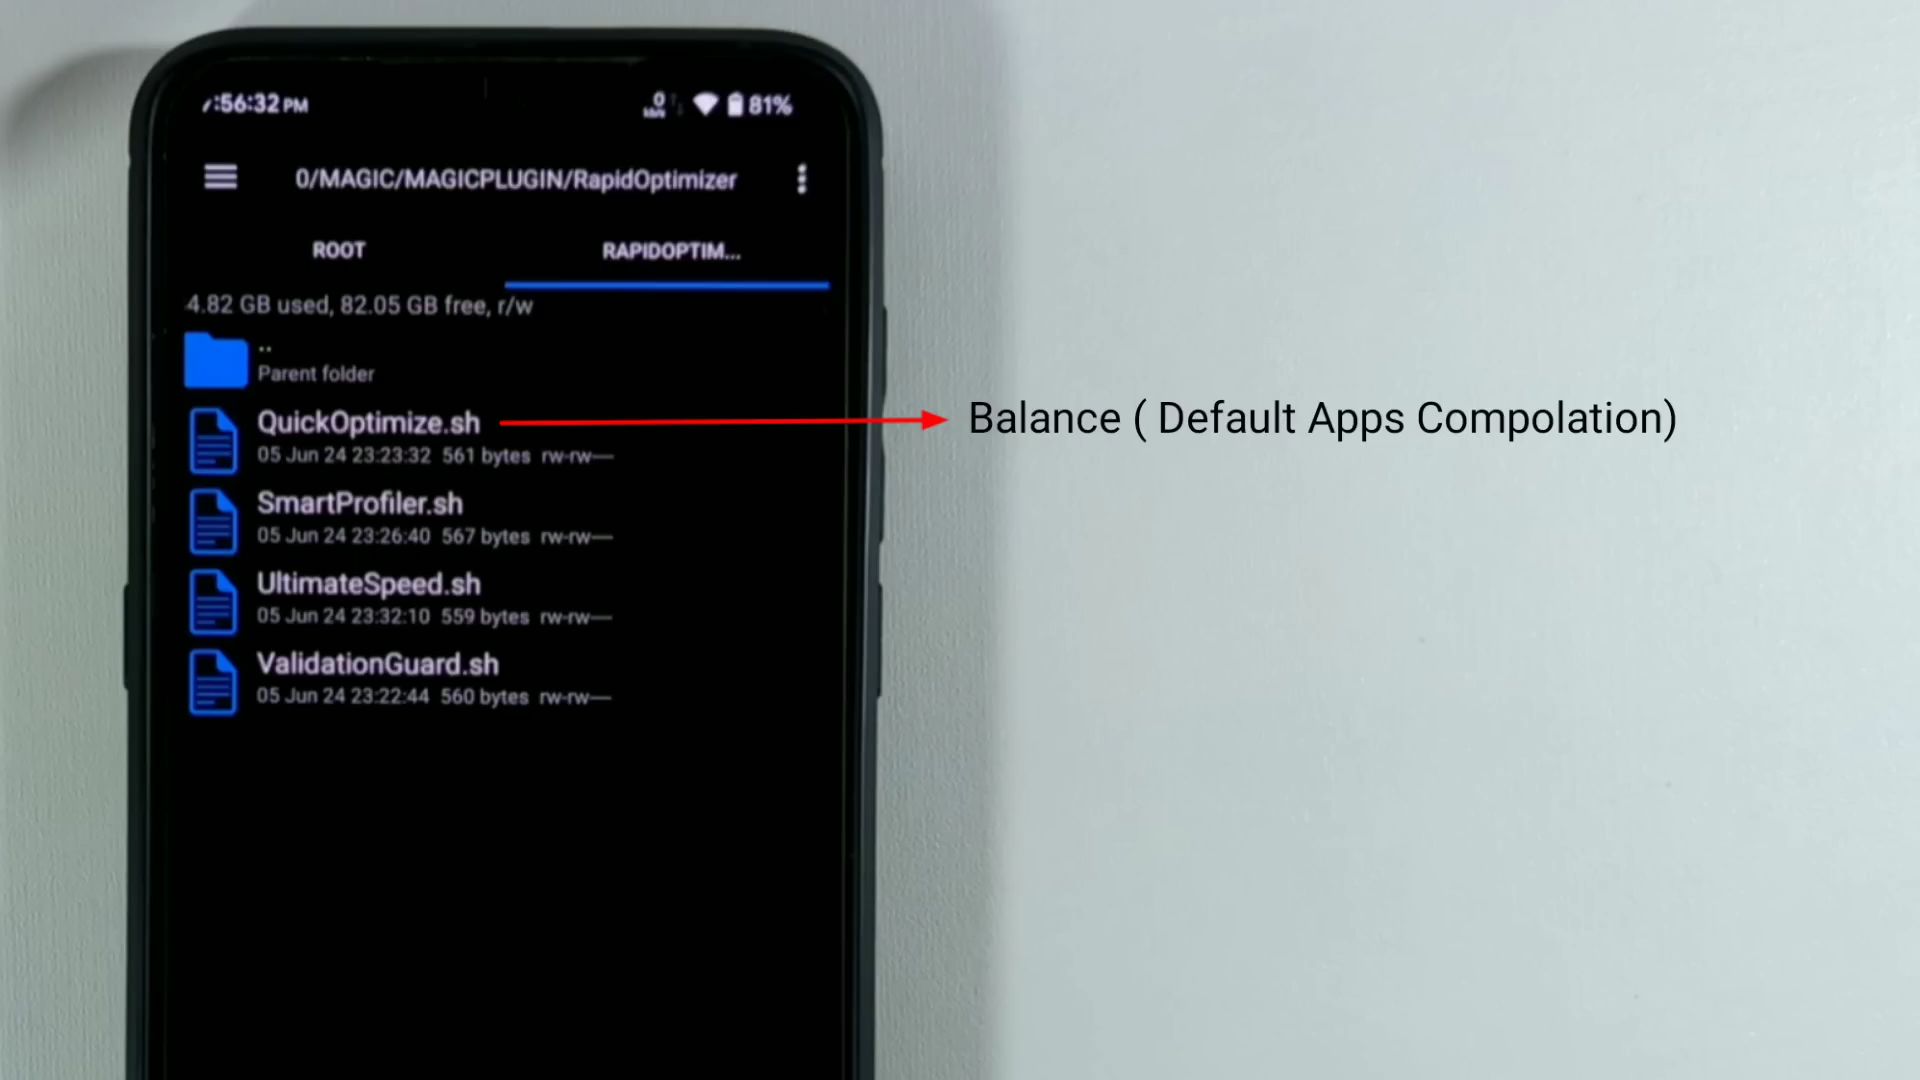 :56:32 PM
0 81%
0/MAGIC/MAGICPLUGIN/RapidOptimizer
ROOT RAPIDOPTIM...
4.82 GB used, 82.05 GB free, r/w
..
Parent folder
QuickOptimize.sh
Balance ( Default Apps Compolation)
05 Jun 24 23:23:32 561 bytes rw-rw—
SmartProfiler.sh
05 Jun 24 23:26:40 567 bytes rw-rw—
UltimateSpeed.sh
05 Jun 24 23:32:10 559 bytes rw-rw—
ValidationGuard.sh
05 Jun 24 23:22:44 560 bytes rw-rw—